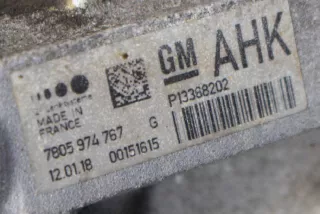 GM AHK
MADE IN
FRANCE
P13368202
7805 974 767 G
12.01.18 00151615